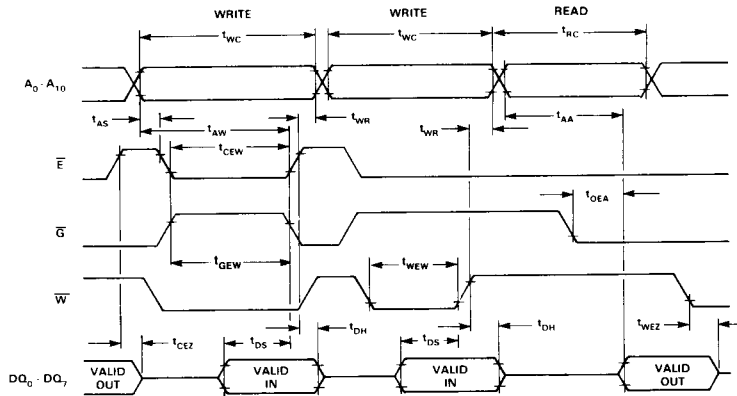 WRITE WRITE READ
tWC tWC tRC
A0 - A10
tAS tAW tWR tWR tAA
tCEW
E
tOEA
G
tGEW tWEW
W
tCEZ tDS tDH tDS tDH tWEZ
DQ0 - DQ7 VALID OUT VALID IN VALID IN VALID OUT